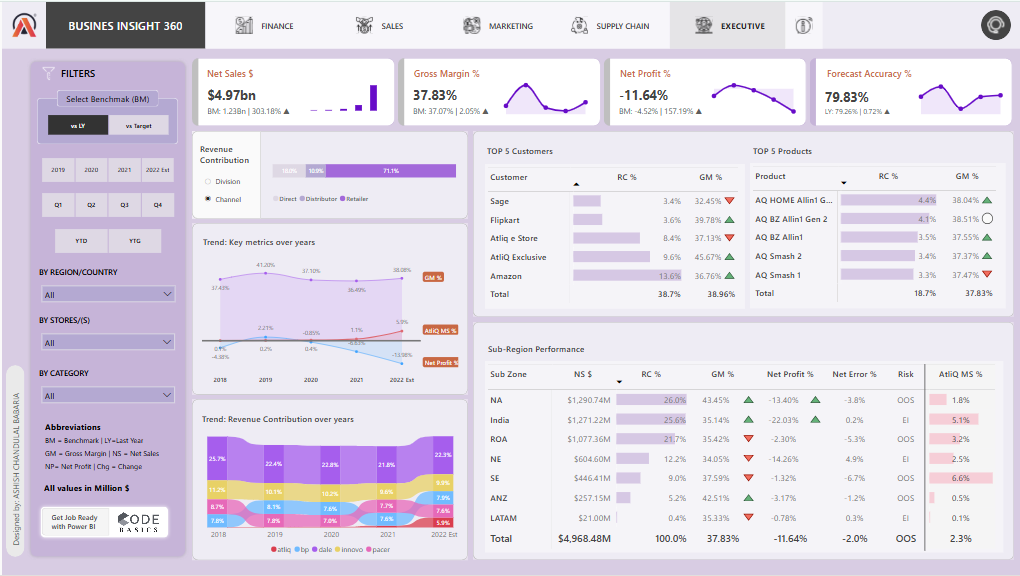 BUSINES INSIGHT 360
FINANCE
SALES
MARKETING
SUPPLY CHAIN
EXECUTIVE
FILTERS
Select Benchmak (BM)
vs LY
vs Target
2019
2020
2021
2022 Est
Q1
Q2
Q3
Q4
YTD
YTG
BY REGION/COUNTRY
All
BY STORES/(S)
All
BY CATEGORY
All
Abbreviations
BM = Benchmark | LY=Last Year
GM = Gross Margin | NS = Net Sales
NP= Net Profit | Chg = Change
All values in Million $
Get Job Ready
with Power BI
CODE
BASICS
Designed by: ASHISH CHANDULAL BABARIA
Net Sales $
$4.97bn
BM: 1.23Bn | 303.18% ▲
Gross Margin %
37.83%
BM: 37.07% | 2.05% ▲
Net Profit %
-11.64%
BM: -4.52% | 157.19% ▲
Forecast Accuracy %
79.83%
LY: 79.26% | 0.72% ▲
Revenue
Contribution
Division
Channel
71.1%
Direct Distributor Retailer
Trend: Key metrics over years
37.43%
41.20%
37.10%
36.49%
38.08%
GM %
0.1%
0.2%
0.4%
1.1%
5.9%
AtliQ MS %
-4.38%
2.21%
-0.85%
-6.63%
-13.98%
Net Profit %
2018 2019 2020 2021 2022 Est
Trend: Revenue Contribution over years
25.7% 22.4% 22.8% 21.8% 22.3%
11.2% 10.1% 10.2% 9.6%
8.7% 8.1% 7.6% 7.7% 7.9%
7.8% 7.8% 7.0% 7.6% 7.6%
5.9%
2018 2019 2020 2021 2022 Est
atliq bp dale innovo pacer
TOP 5 Customers
Customer RC % GM %
Sage 3.4% 32.45%
Flipkart 3.6% 39.78%
Atliq e Store 8.4% 37.13%
AtliQ Exclusive 9.6% 45.67%
Amazon 13.6% 36.76%
Total 38.7% 38.96%
TOP 5 Products
Product RC % GM %
AQ HOME Allin1 G... 4.4% 38.04%
AQ BZ Allin1 Gen 2 4.1% 38.51%
AQ BZ Allin1 3.5% 37.55%
AQ Smash 2 3.4% 37.37%
AQ Smash 1 3.3% 37.47%
Total 18.7% 37.83%
Sub-Region Performance
Sub Zone NS $ RC % GM % Net Profit % Net Error % Risk AtliQ MS %
NA $1,290.74M 26.0% 43.45% -13.40% -3.8% OOS 1.8%
India $1,271.22M 25.6% 35.14% -22.03% 0.2% EI 5.1%
ROA $1,077.36M 21.7% 35.42% -2.30% -5.3% OOS 3.2%
NE $604.60M 12.2% 34.05% -14.26% 4.9% EI 2.5%
SE $446.41M 9.0% 37.59% -1.32% -6.7% OOS 6.6%
ANZ $257.15M 5.2% 42.51% -3.17% -1.2% OOS 0.5%
LATAM $21.00M 0.4% 35.33% -0.78% 0.3% EI 0.1%
Total $4,968.48M 100.0% 37.83% -11.64% -2.0% OOS 2.3%